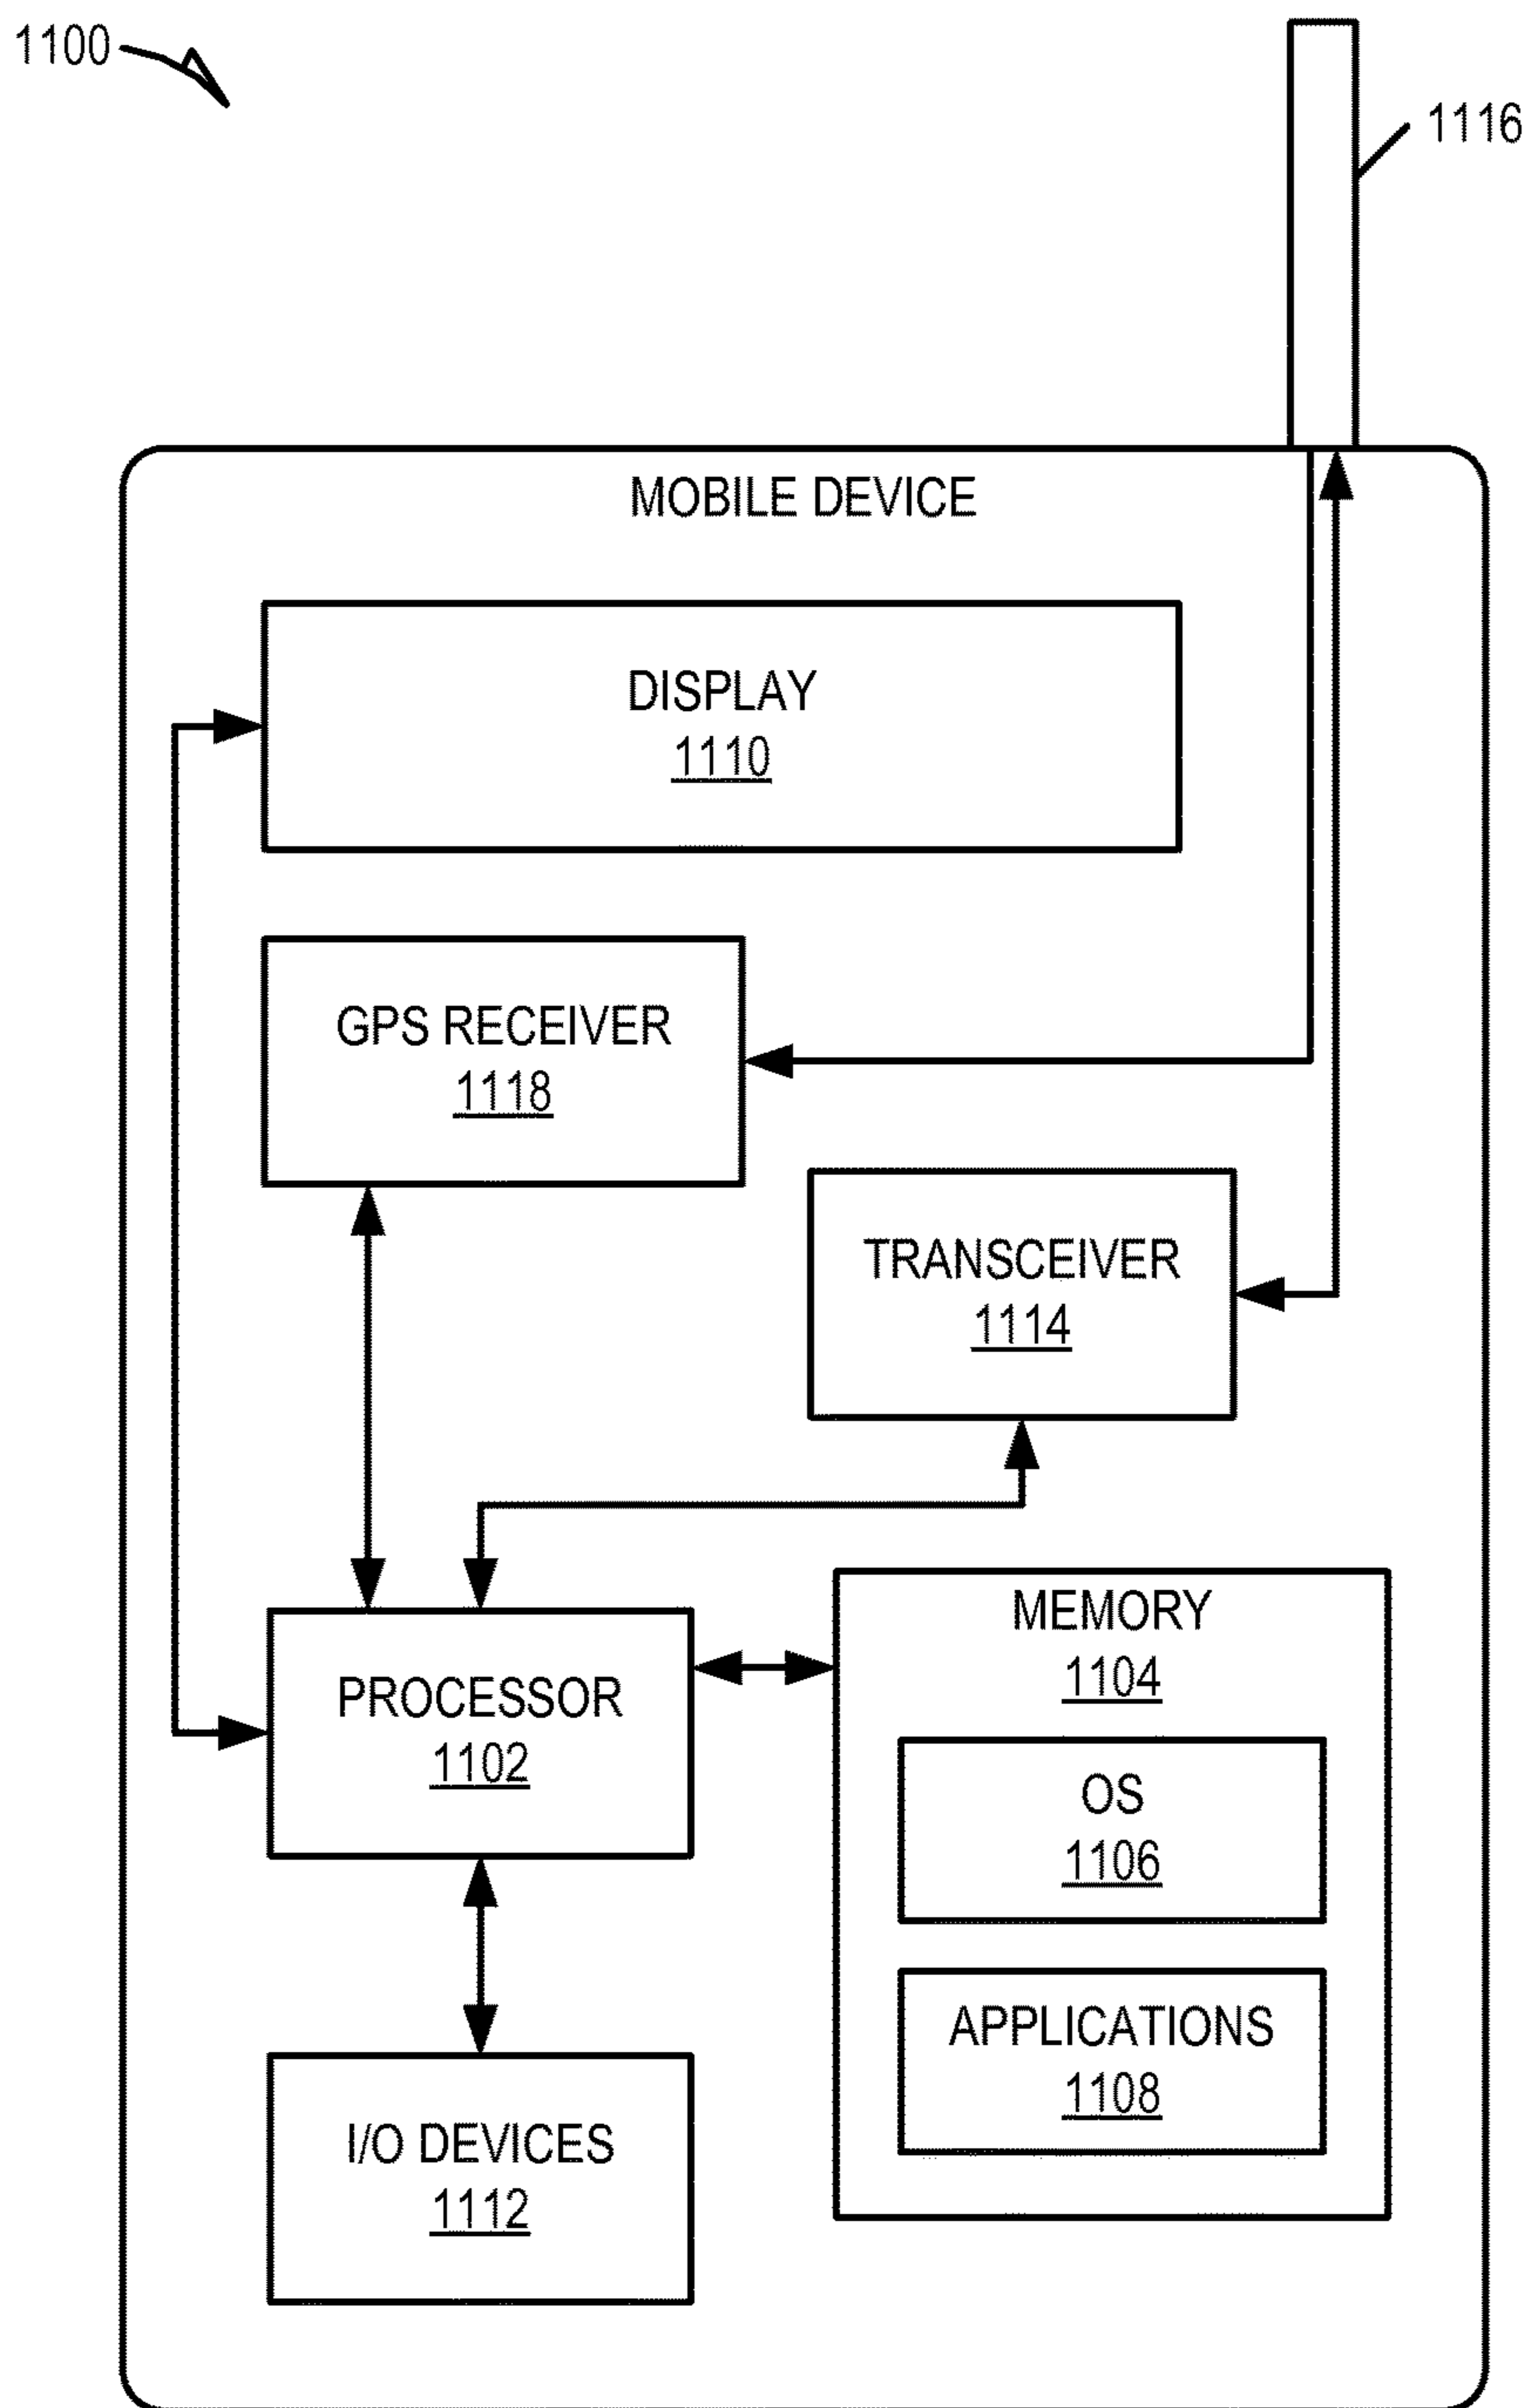 1100
1116
MOBILE DEVICE
DISPLAY
1110
GPS RECEIVER
1118
TRANSCEIVER
1114
MEMORY
1104
PROCESSOR
1102
OS
1106
APPLICATIONS
1108
I/O DEVICES
1112